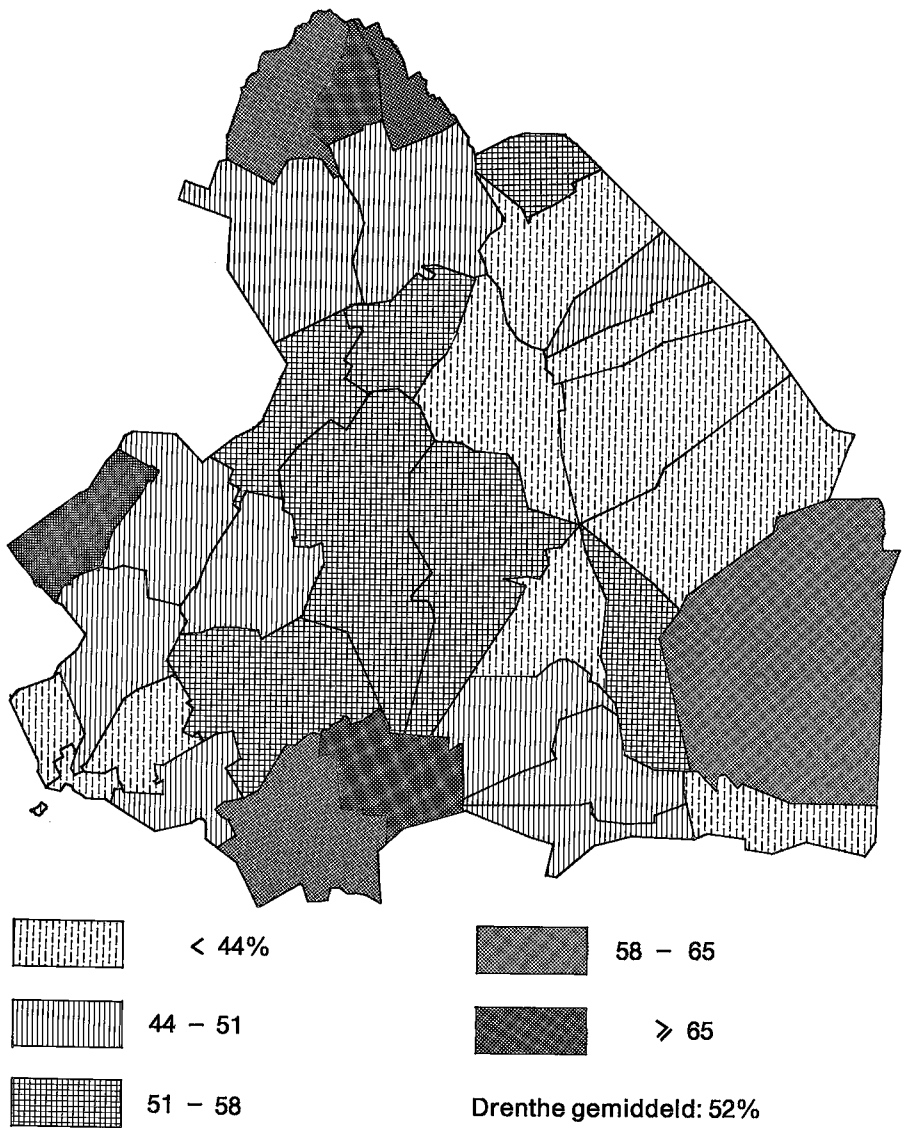 < 44%
44 – 51
51 – 58
58 – 65
⩾ 65
Drenthe gemiddeld: 52%